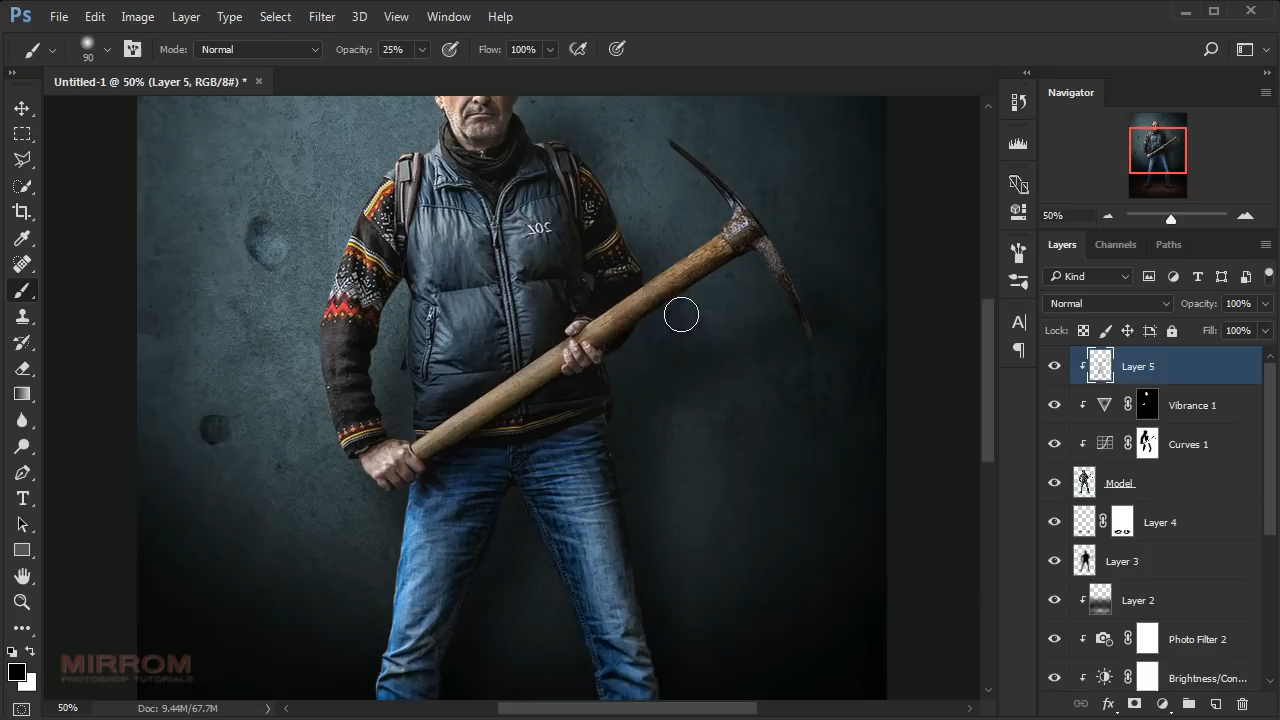 Ps File Edit Image Layer Type Select Filter 3D View Window Help
90 Mode: Normal Opacity: 25% Flow: 100%
Untitled-1 @ 50% (Layer 5, RGB/8#) * ×
Navigator
50%
Layers Channels Paths
Kind
Normal Opacity: 100%
Lock: Fill: 100%
Layer 5
Vibrance 1
Curves 1
Model
Layer 4
Layer 3
Layer 2
Photo Filter 2
Brightness/Con...
MIRROM
PHOTOSHOP TUTORIALS
50% Doc: 9.44M/67.7M